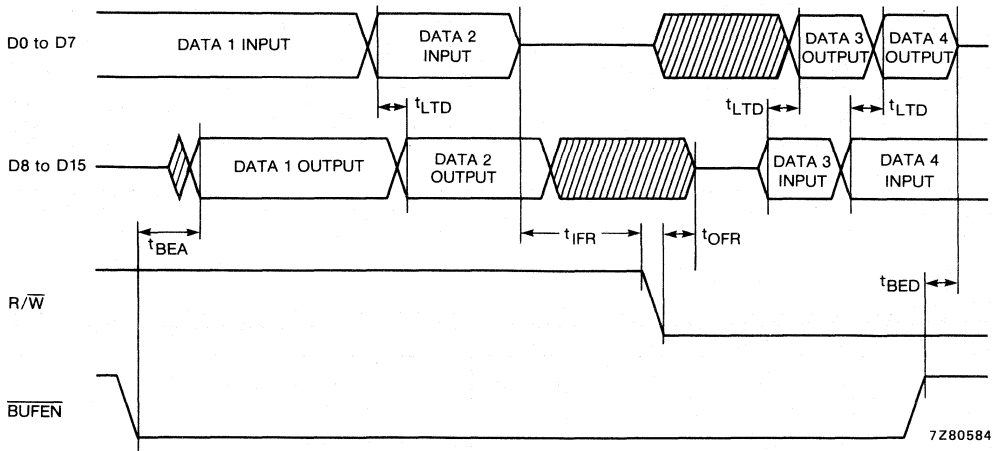 D0 to D7
DATA 1 INPUT
DATA 2
INPUT
DATA 3
OUTPUT
DATA 4
OUTPUT
tLTD
tLTD
tLTD
D8 to D15
DATA 1 OUTPUT
DATA 2
OUTPUT
DATA 3
INPUT
DATA 4
INPUT
tBEA
tIFR
tOFR
tBED
R/W̅
B̅U̅F̅E̅N̅
7Z80584